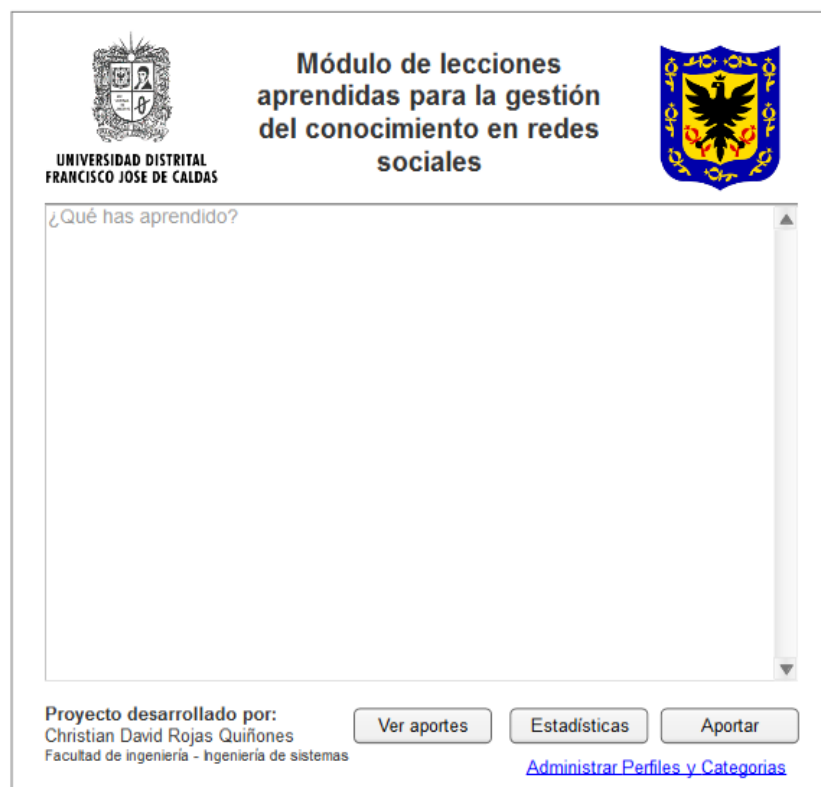 Módulo de lecciones
aprendidas para la gestión
del conocimiento en redes
sociales
UNIVERSIDAD DISTRITAL
FRANCISCO JOSE DE CALDAS
¿Qué has aprendido?
Proyecto desarrollado por:
Christian David Rojas Quiñones
Facultad de ingeniería - Ingeniería de sistemas
Ver aportes
Estadísticas
Aportar
Administrar Perfiles y Categorias